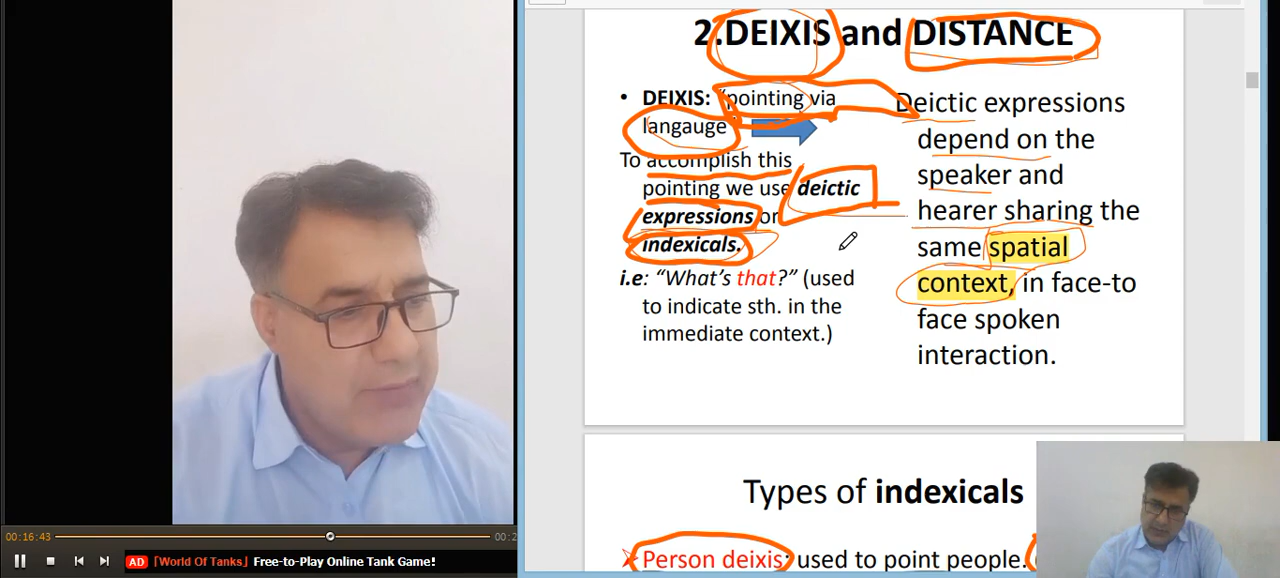 2.DEIXIS and DISTANCE
• DEIXIS: “pointing via
langauge”
To accomplish this
pointing we use deictic
expressions or
indexicals.
i.e: “What’s that?” (used
to indicate sth. in the
immediate context.)
Deictic expressions
depend on the
speaker and
hearer sharing the
same spatial
context, in face-to
face spoken
interaction.
Types of indexicals
➢ Person deixis: used to point people.
00:16:43
AD 「World Of Tanks」 Free-to-Play Online Tank Game!